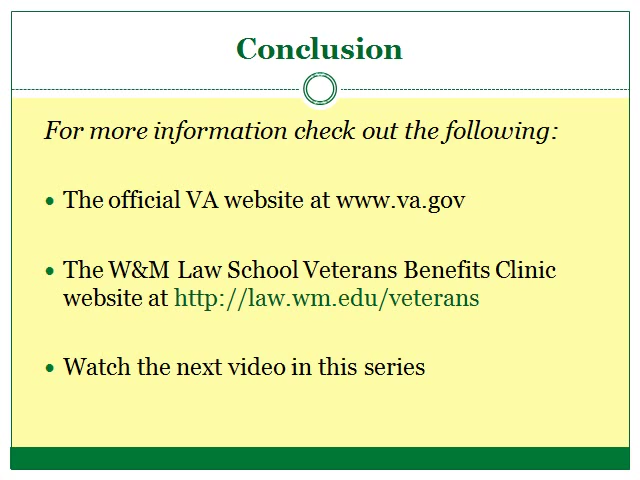 Conclusion
For more information check out the following:
• The official VA website at www.va.gov
• The W&M Law School Veterans Benefits Clinic
website at http://law.wm.edu/veterans
• Watch the next video in this series